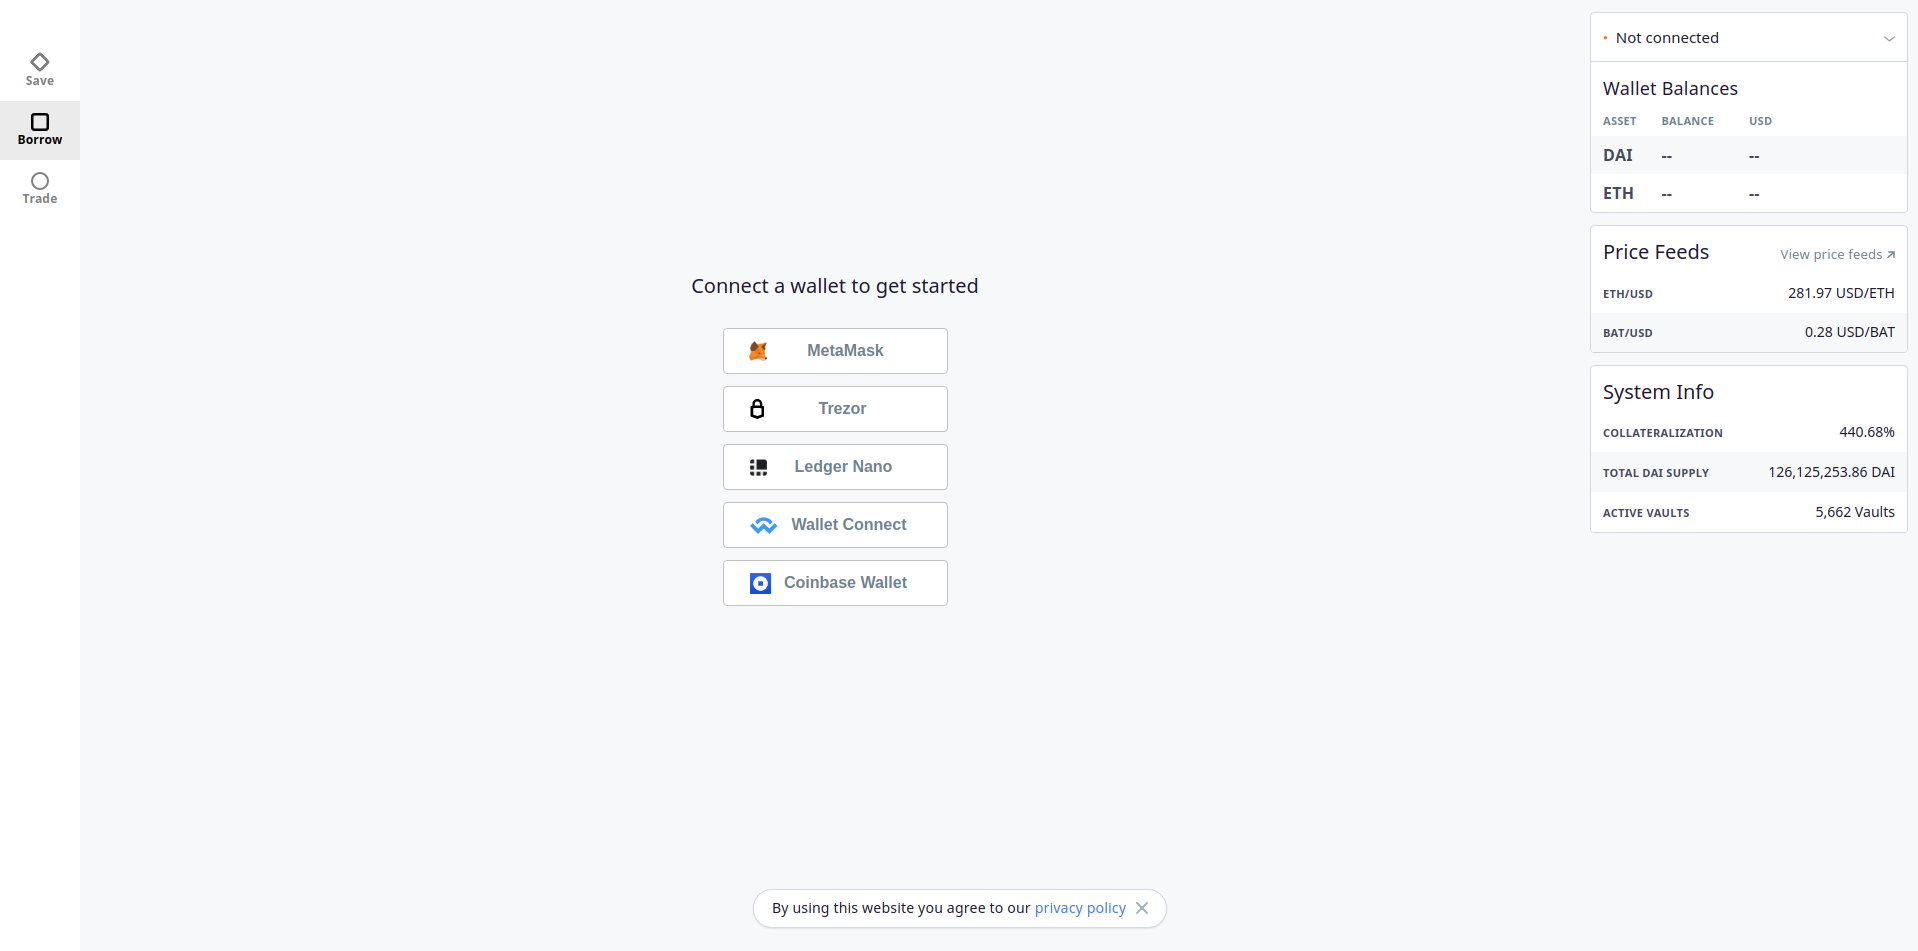 Save
Borrow
Trade
Connect a wallet to get started
MetaMask
Trezor
Ledger Nano
Wallet Connect
Coinbase Wallet
By using this website you agree to our privacy policy
Not connected
Wallet Balances
ASSET BALANCE USD
DAI -- --
ETH -- --
Price Feeds View price feeds
ETH/USD 281.97 USD/ETH
BAT/USD 0.28 USD/BAT
System Info
COLLATERALIZATION 440.68%
TOTAL DAI SUPPLY 126,125,253.86 DAI
ACTIVE VAULTS 5,662 Vaults